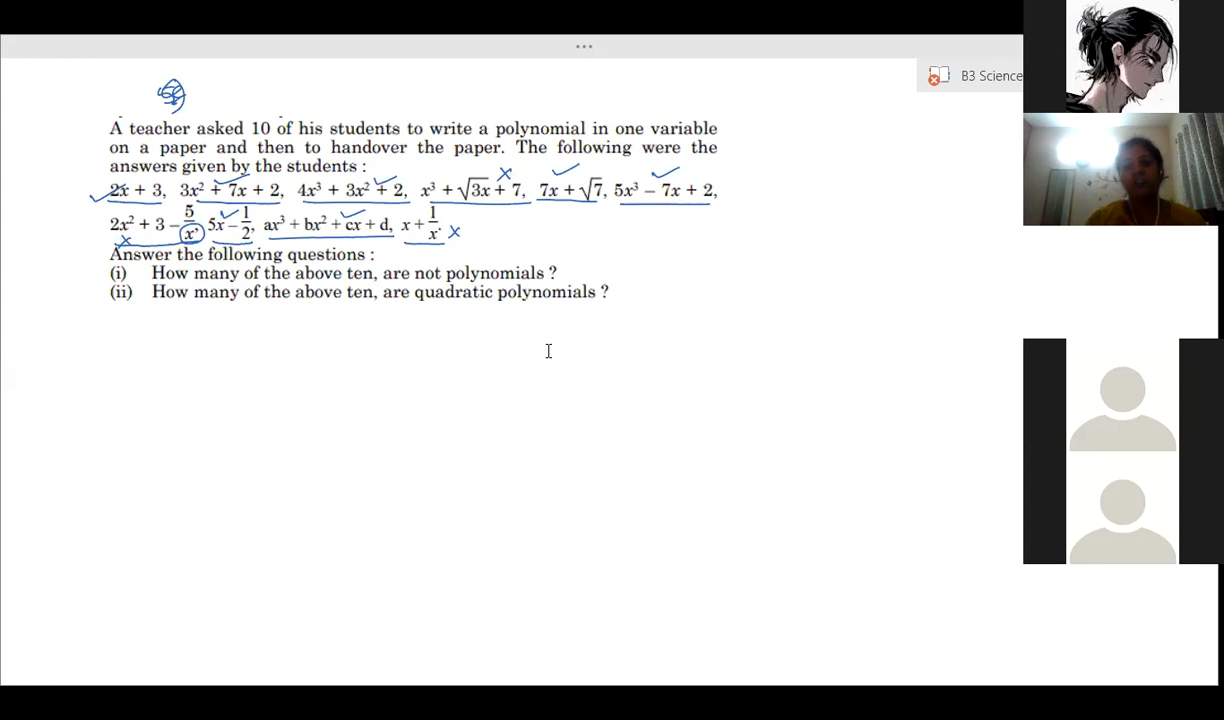 B3 Science
A teacher asked 10 of his students to write a polynomial in one variable
on a paper and then to handover the paper. The following were the
answers given by the students :
2x + 3, 3x² + 7x + 2, 4x³ + 3x² + 2, x³ + √3x + 7, 7x + √7, 5x³ – 7x + 2,
2x² + 3 – 5/x, 5x – 1/2, ax³ + bx² + cx + d, x + 1/x.
Answer the following questions :
(i) How many of the above ten, are not polynomials ?
(ii) How many of the above ten, are quadratic polynomials ?